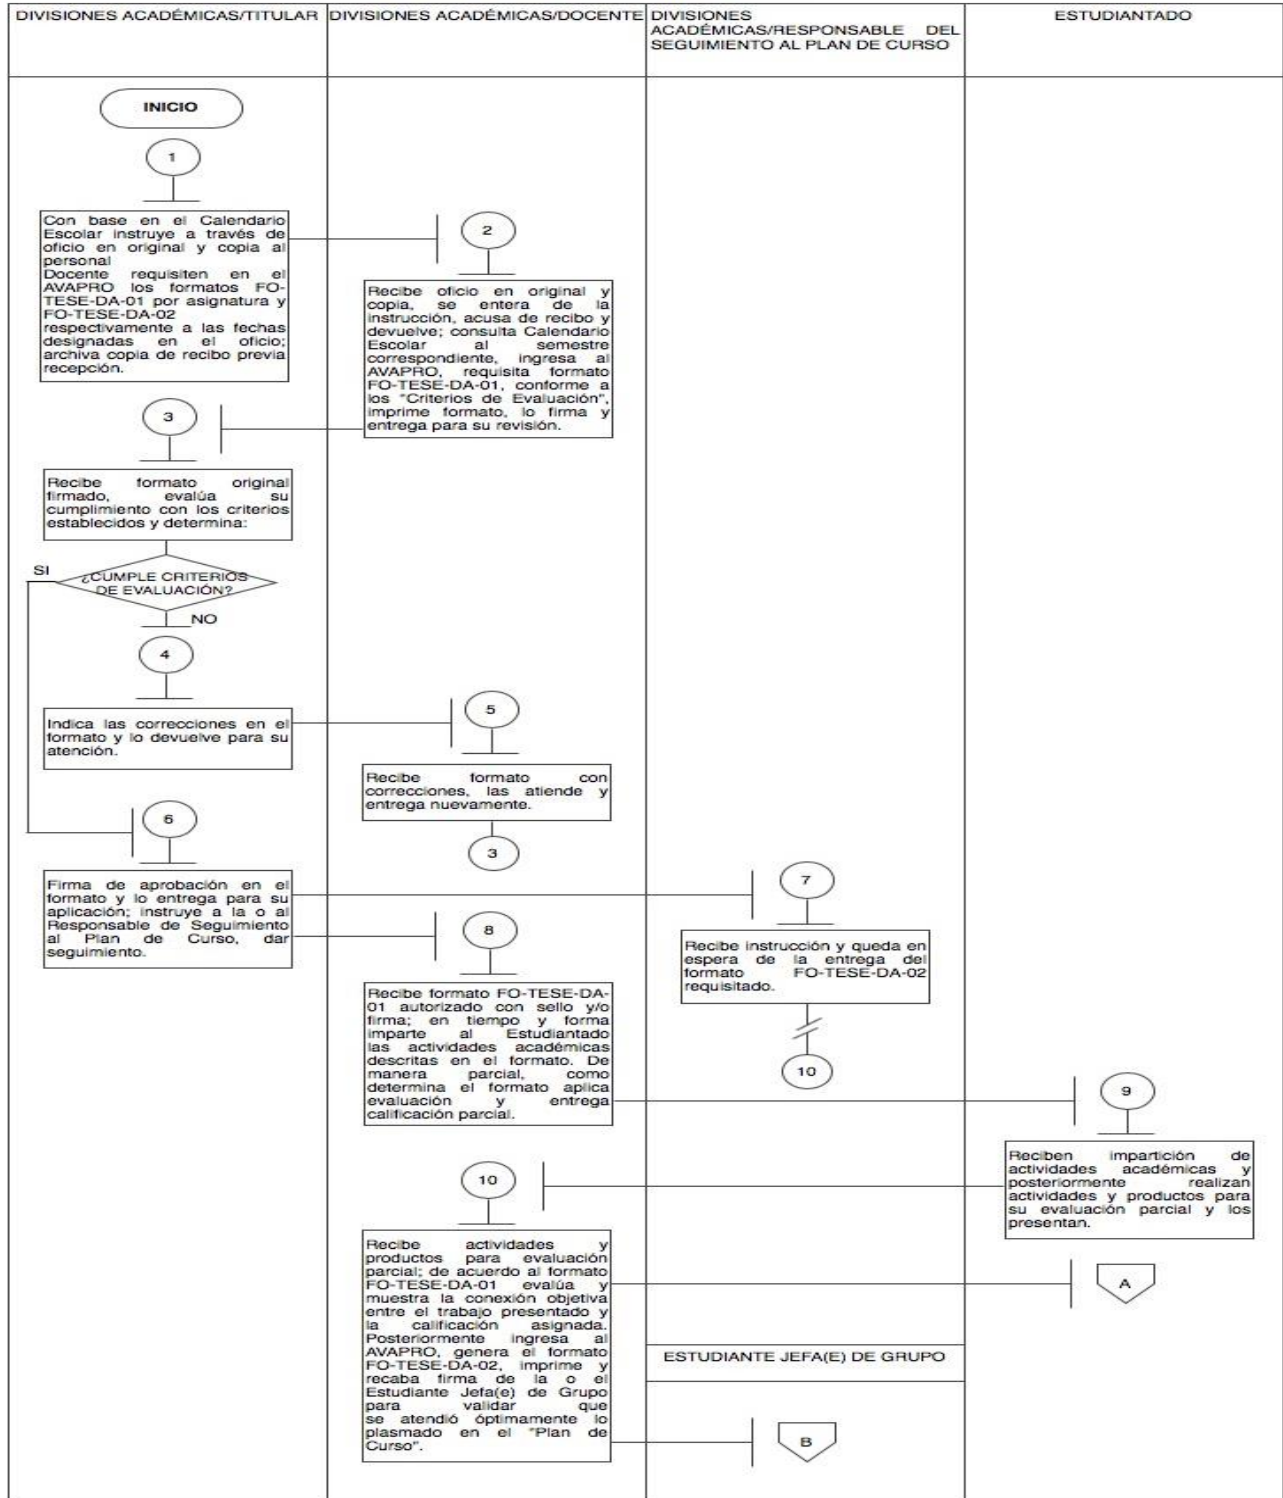 DIVISIONES ACADÉMICAS/TITULAR
DIVISIONES ACADÉMICAS/DOCENTE
DIVISIONES
ACADÉMICAS/RESPONSABLE DEL
SEGUIMIENTO AL PLAN DE CURSO
ESTUDIANTADO
INICIO
1
Con base en el Calendario
Escolar instruye a través de
oficio en original y copia al
personal
Docente requisiten en el
AVAPRO los formatos FO-
TESE-DA-01 por asignatura y
FO-TESE-DA-02
respectivamente a las fechas
designadas en el oficio;
archiva copia de recibo previa
recepción.
2
Recibe oficio en original y
copia, se entera de la
instrucción, acusa de recibo y
devuelve; consulta Calendario
Escolar al semestre
correspondiente, ingresa al
AVAPRO, requisita formato
FO-TESE-DA-01, conforme a
los "Criterios de Evaluación",
imprime formato, lo firma y
entrega para su revisión.
3
Recibe formato original
firmado, evalúa su
cumplimiento con los criterios
establecidos y determina:
SI
¿CUMPLE CRITERIOS
DE EVALUACIÓN?
NO
4
Indica las correcciones en el
formato y lo devuelve para su
atención.
5
Recibe formato con
correcciones, las atiende y
entrega nuevamente.
3
6
Firma de aprobación en el
formato y lo entrega para su
aplicación; instruye a la o al
Responsable de Seguimiento
al Plan de Curso, dar
seguimiento.
7
Recibe instrucción y queda en
espera de la entrega del
formato FO-TESE-DA-02
requisitado.
10
8
Recibe formato FO-TESE-DA-
01 autorizado con sello y/o
firma; en tiempo y forma
imparte al Estudiantado
las actividades académicas
descritas en el formato. De
manera parcial, como
determina el formato aplica
evaluación y entrega
calificación parcial.
9
Reciben impartición de
actividades académicas y
posteriormente realizan
actividades y productos para
su evaluación parcial y los
presentan.
10
Recibe actividades y
productos para evaluación
parcial; de acuerdo al formato
FO-TESE-DA-01 evalúa y
muestra la conexión objetiva
entre el trabajo presentado y
la calificación asignada.
Posteriormente ingresa al
AVAPRO, genera el formato
FO-TESE-DA-02, imprime y
recaba firma de la o el
Estudiante Jefa(e) de Grupo
para validar que
se atendió óptimamente lo
plasmado en el "Plan de
Curso".
A
ESTUDIANTE JEFA(E) DE GRUPO
B